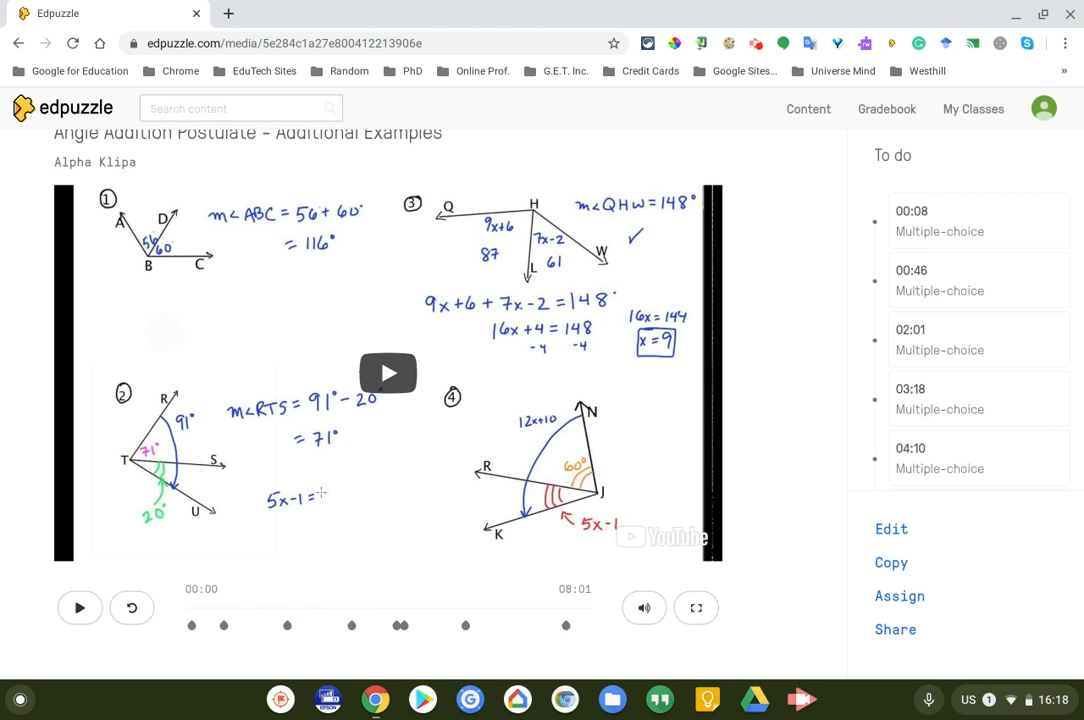 Edpuzzle
edpuzzle.com/media/5e284c1a27e800412213906e
Google for Education
Chrome
EduTech Sites
Random
PhD
Online Prof.
G.E.T. Inc.
Credit Cards
Google Sites...
Universe Mind
Westhill
»
edpuzzle
Search content
Content
Gradebook
My Classes
Angle Addition Postulate - Additional Examples
Alpha Klipa
1
A
D
56
60°
B
C
m∠ABC = 56 + 60°
= 116°
3
Q
H
9x+6
7x-2
87
61
L
W
m∠QHW = 148°
✓
9x+6 + 7x-2 = 148°
16x+4 = 148
-4 -4
16x = 144
x = 9
2
R
91°
71°
T
S
20°
U
m∠RTS = 91° - 20°
= 71°
5x-1 =
4
N
12x+10
R
60°
J
K
5x-1
YouTube
00:00
08:01
To do
00:08
Multiple-choice
00:46
Multiple-choice
02:01
Multiple-choice
03:18
Multiple-choice
04:10
Multiple-choice
Edit
Copy
Assign
Share
EPSON
US
1
16:18